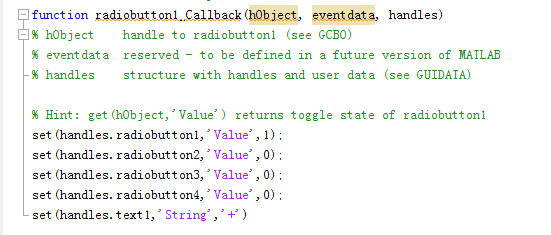 function radiobutton1_Callback(hObject, eventdata, handles)
% hObject    handle to radiobutton1 (see GCBO)
% eventdata  reserved - to be defined in a future version of MATLAB
% handles    structure with handles and user data (see GUIDATA)
% Hint: get(hObject,'Value') returns toggle state of radiobutton1
set(handles.radiobutton1,'Value',1);
set(handles.radiobutton2,'Value',0);
set(handles.radiobutton3,'Value',0);
set(handles.radiobutton4,'Value',0);
set(handles.text1,'String','+')